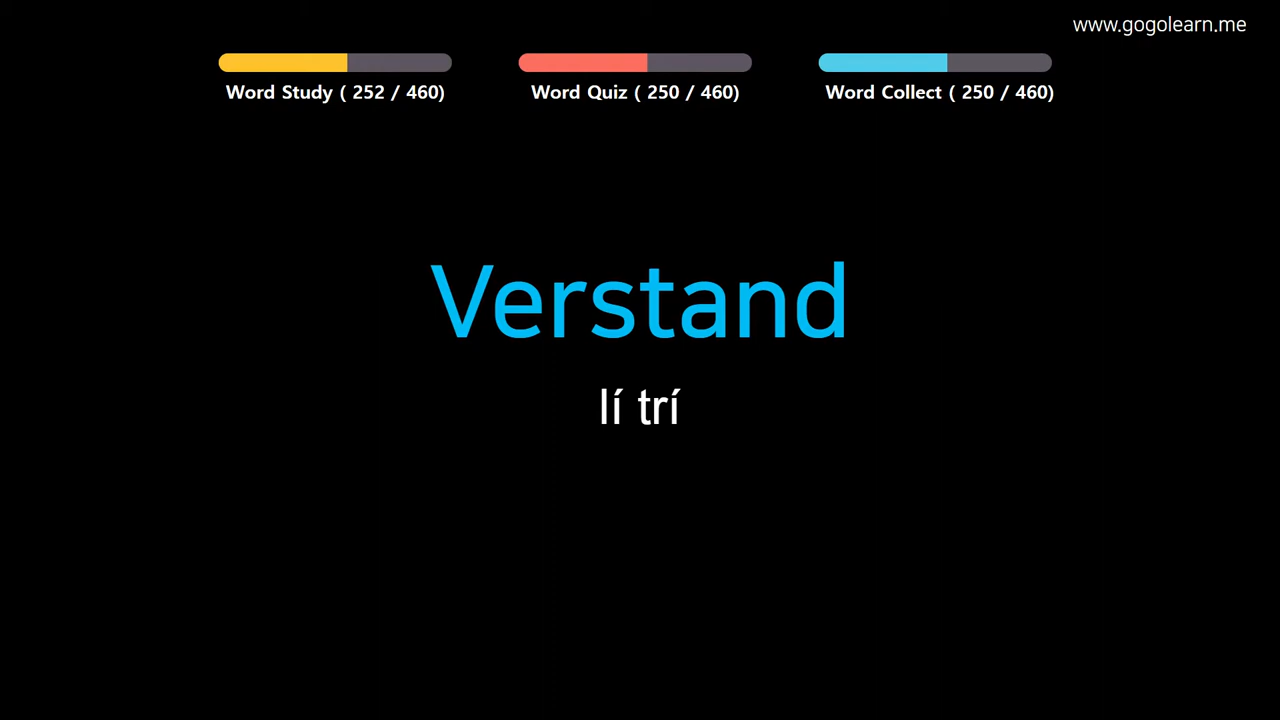 www.gogolearn.me
Word Study ( 252 / 460)
Word Quiz ( 250 / 460)
Word Collect ( 250 / 460)
Verstand
lí trí